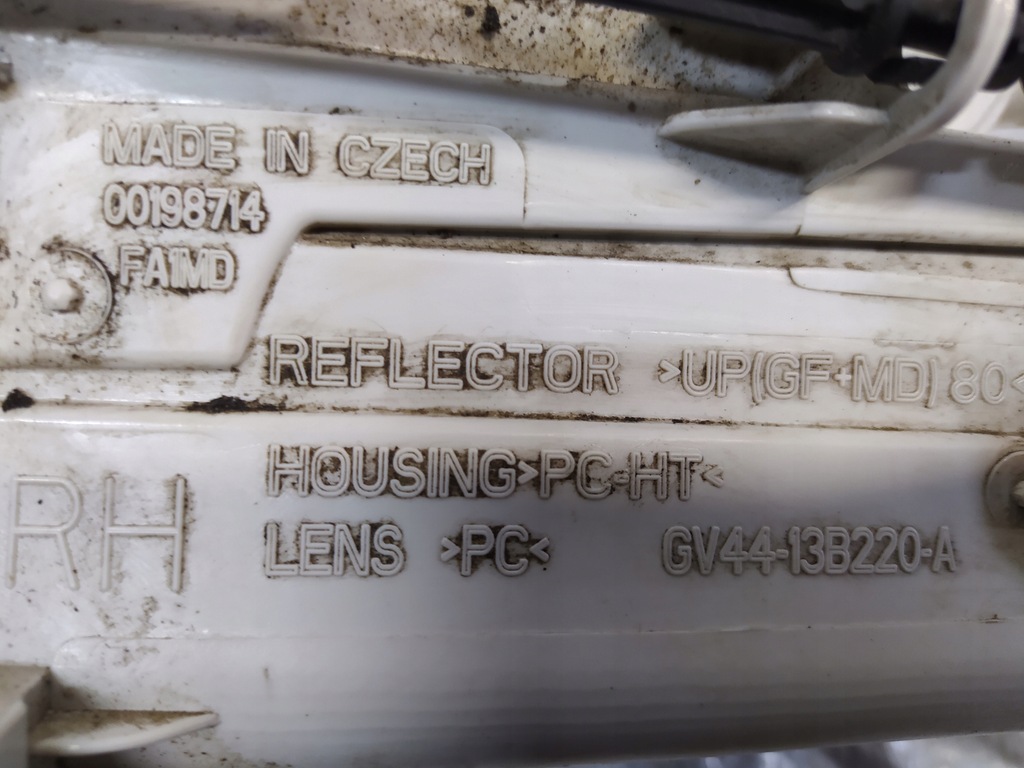 MADE IN CZECH
00198714
FA1MD
REFLECTOR >UP(GF+MD)80<
RH
HOUSING>PC-HT<
LENS >PC< GV44-13B220-A